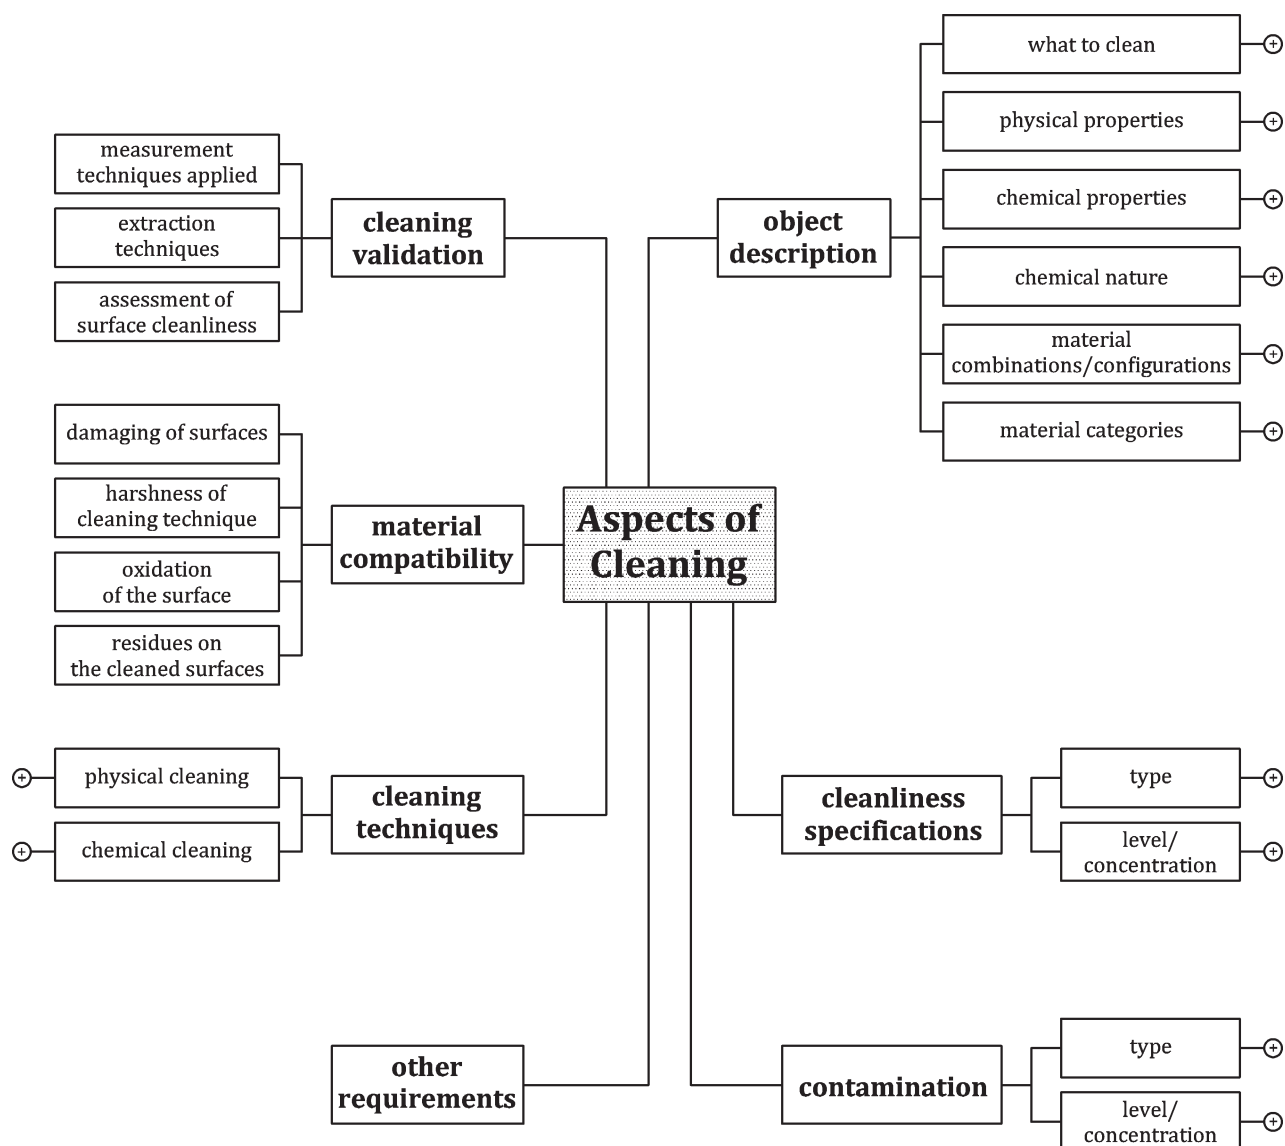 Aspects of
Cleaning
cleaning
validation
measurement
techniques applied
extraction
techniques
assessment of
surface cleanliness
material
compatibility
damaging of surfaces
harshness of
cleaning technique
oxidation
of the surface
residues on
the cleaned surfaces
cleaning
techniques
physical cleaning
chemical cleaning
other
requirements
object
description
what to clean
physical properties
chemical properties
chemical nature
material
combinations/configurations
material categories
cleanliness
specifications
type
level/
concentration
contamination
type
level/
concentration